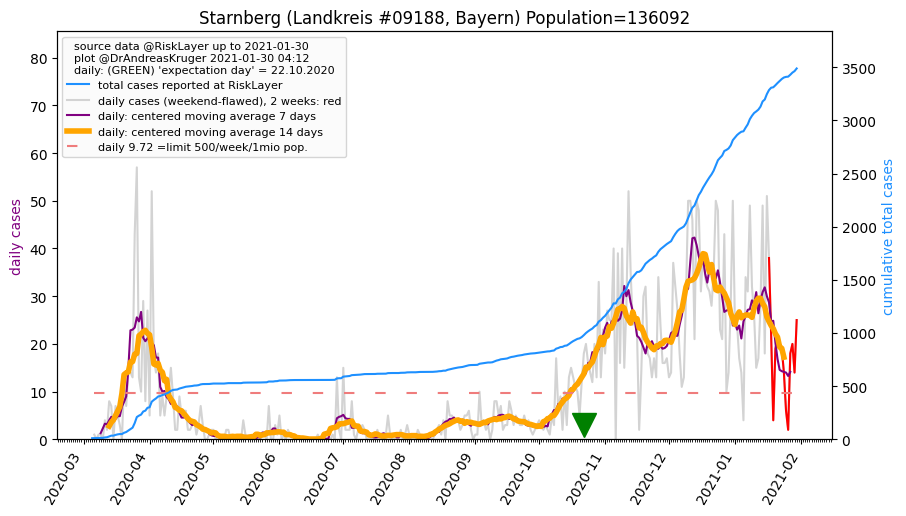 Starnberg (Landkreis #09188, Bayern) Population=136092
source data @RiskLayer up to 2021-01-30
plot @DrAndreasKruger 2021-01-30 04:12
daily: (GREEN) 'expectation day' = 22.10.2020
total cases reported at RiskLayer
daily cases (weekend-flawed), 2 weeks: red
daily: centered moving average 7 days
daily: centered moving average 14 days
daily 9.72 =limit 500/week/1mio pop.
daily cases
80
70
60
50
40
30
20
10
0
cumulative total cases
3500
3000
2500
2000
1500
1000
500
0
2020-03
2020-04
2020-05
2020-06
2020-07
2020-08
2020-09
2020-10
2020-11
2020-12
2021-01
2021-02